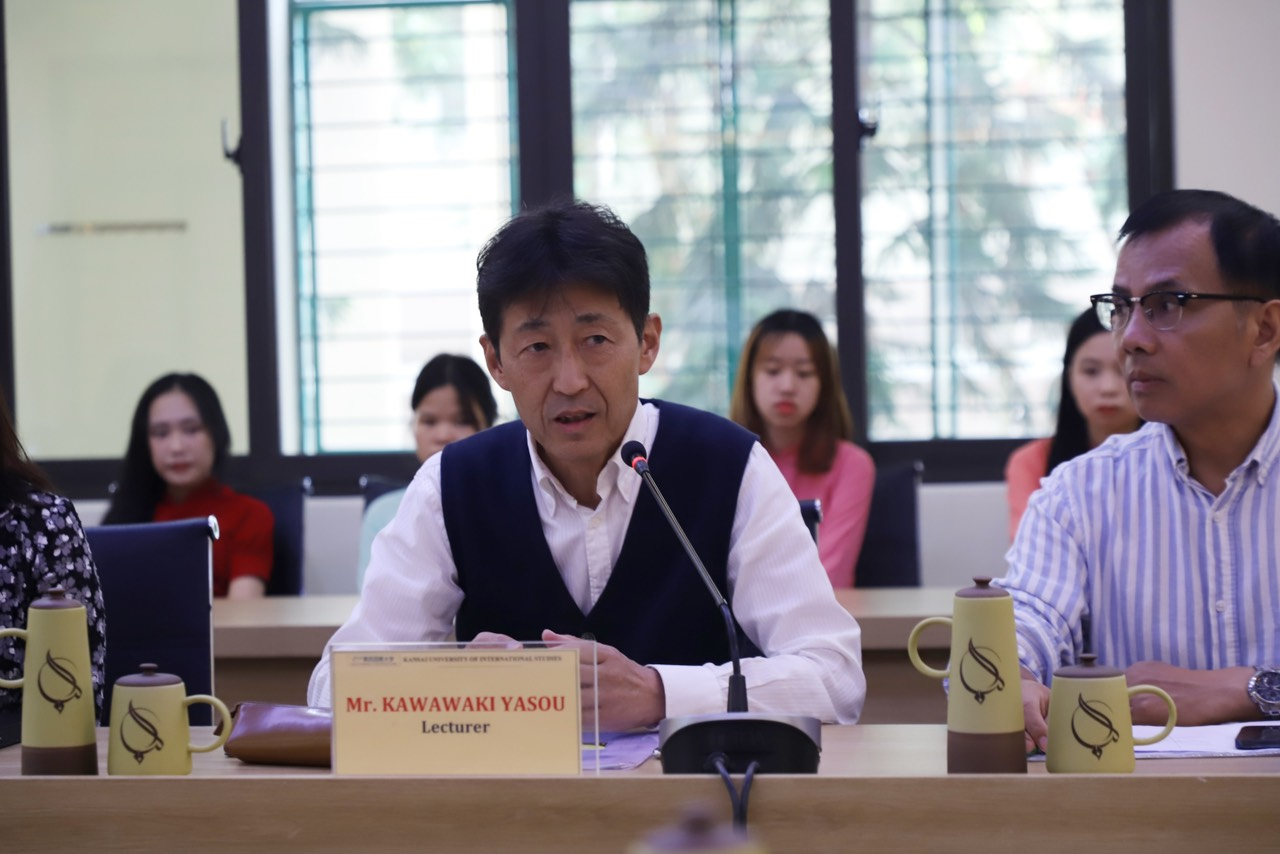 KANSAI UNIVERSITY OF INTERNATIONAL STUDIES
Mr. KAWAWAKI YASOU
Lecturer